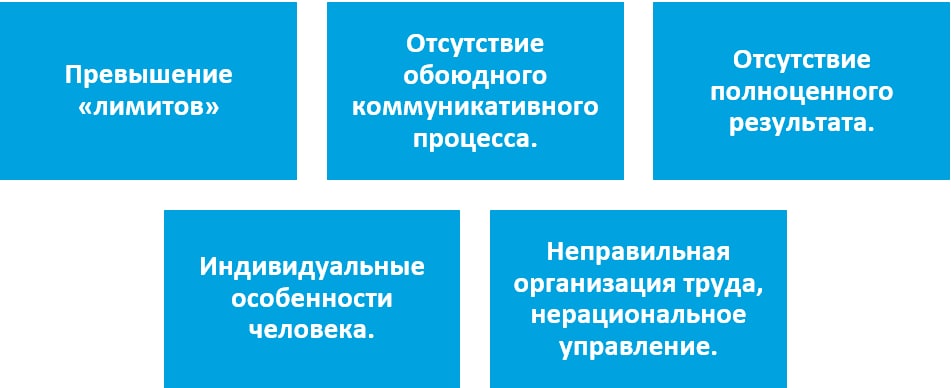 Превышение
«лимитов»
Отсутствие
обоюдного
коммуникативного
процесса.
Отсутствие
полноценного
результата.
Индивидуальные
особенности
человека.
Неправильная
организация труда,
нерациональное
управление.